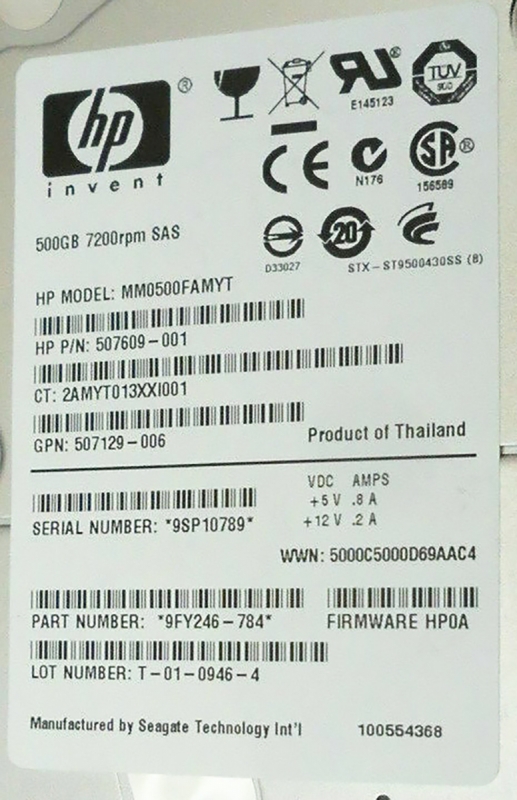 hp
®
invent
E145123
TUV
CE
N176
SA ®
156589
D33027
20
STX-ST9500430SS (8)
500GB 7200rpm SAS
HP MODEL: MM0500FAMYT
HP P/N: 507609-001
CT: 2AMYT013XXI001
GPN: 507129-006
Product of Thailand
VDC AMPS
+5 V .8 A
+12 V .2 A
SERIAL NUMBER: *9SP10789*
WWN: 5000C5000D69AAC4
PART NUMBER: *9FY246-784*
FIRMWARE HP0A
LOT NUMBER: T-01-0946-4
Manufactured by Seagate Technology Int'l
100554368